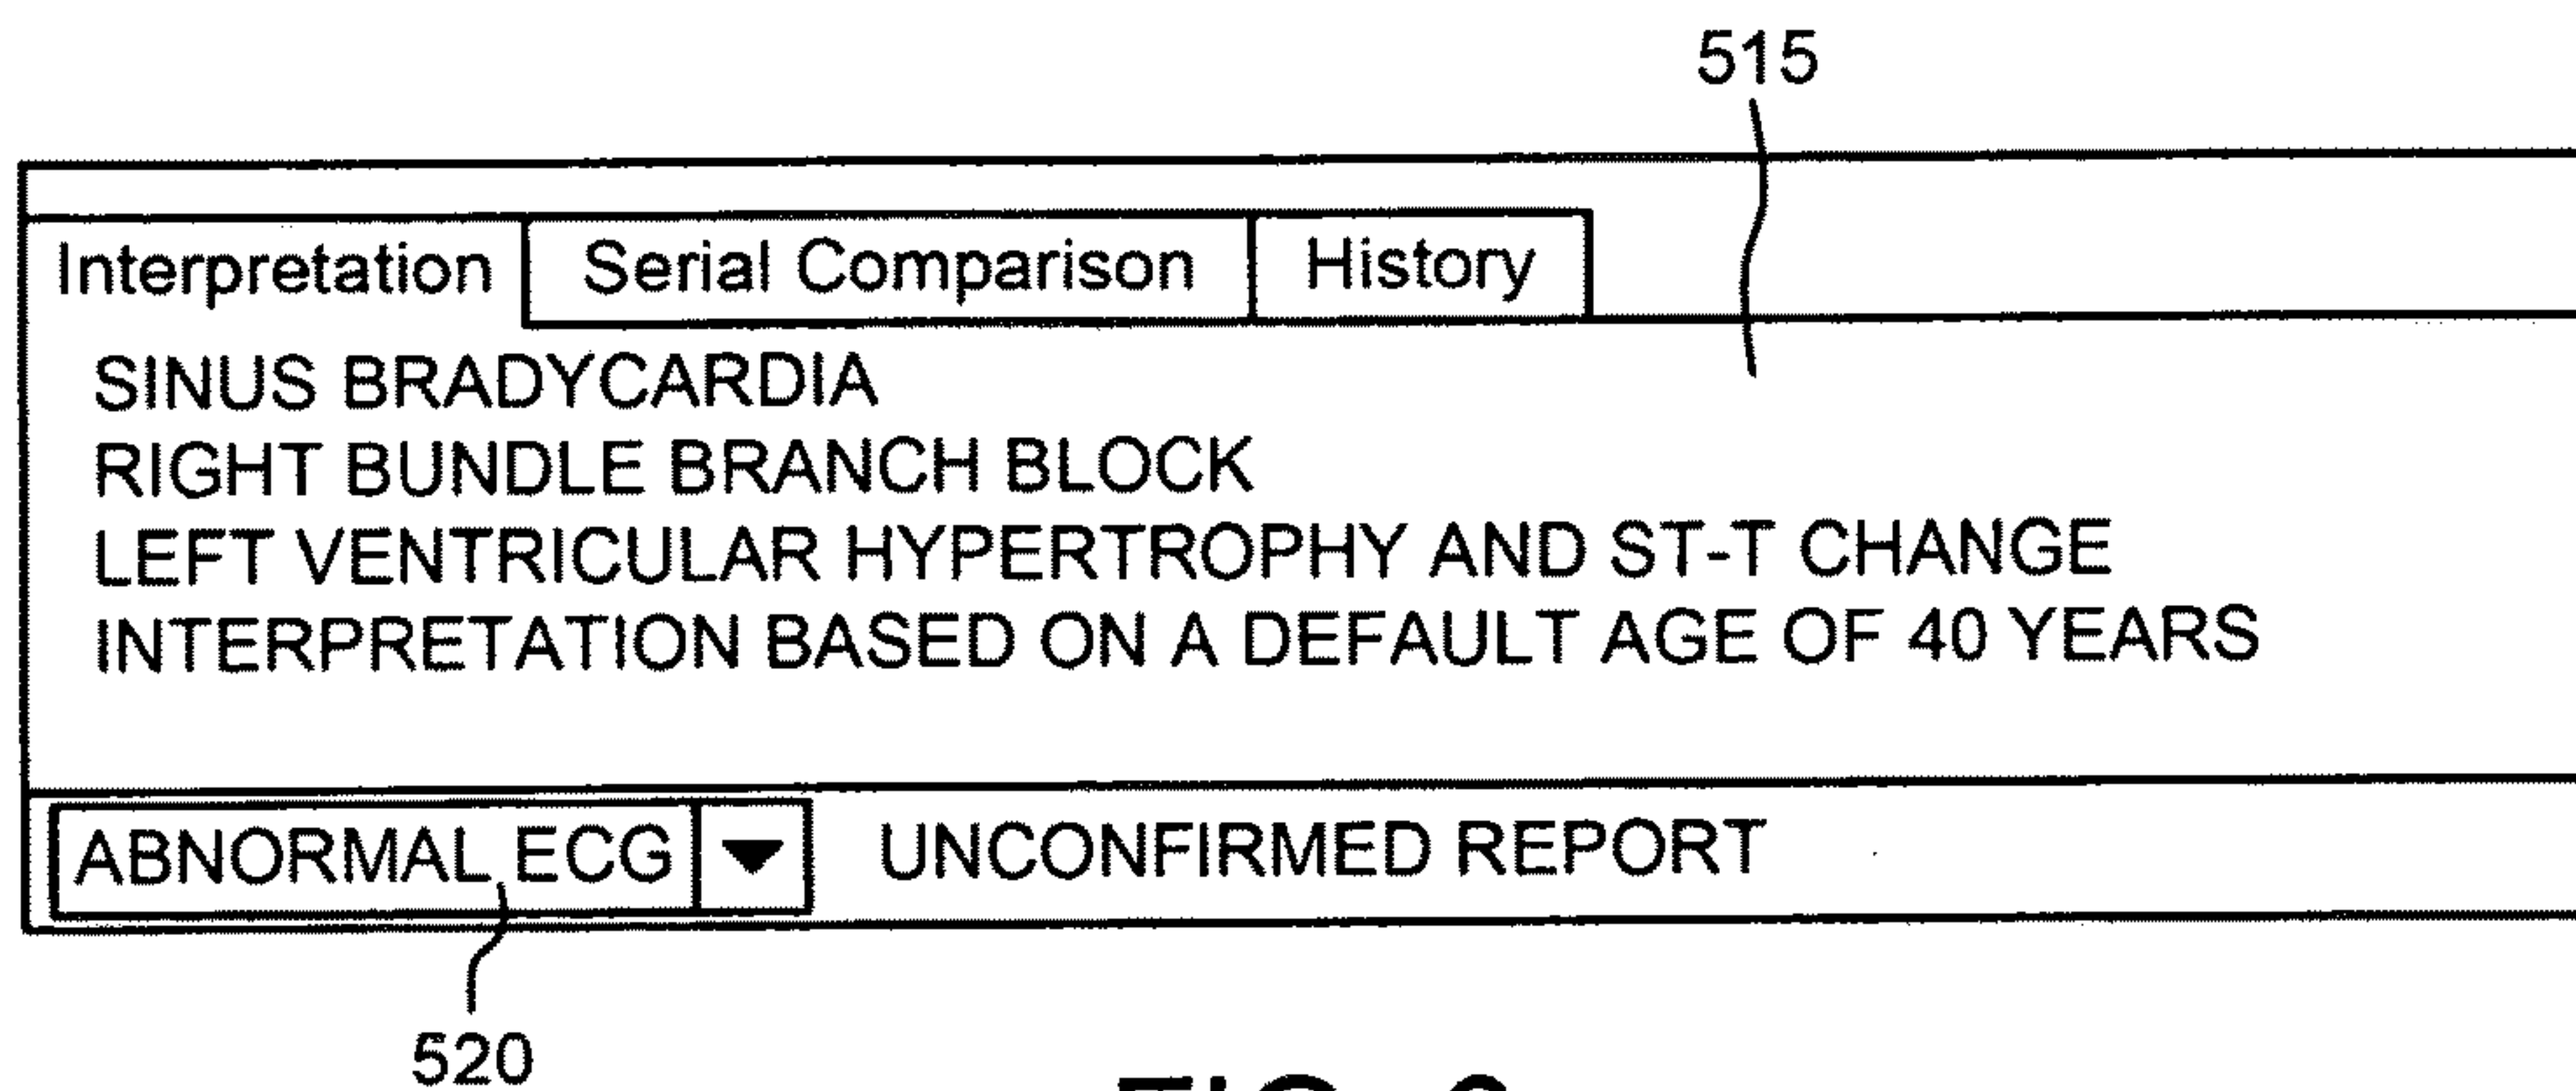 515
Interpretation Serial Comparison History
SINUS BRADYCARDIA
RIGHT BUNDLE BRANCH BLOCK
LEFT VENTRICULAR HYPERTROPHY AND ST-T CHANGE
INTERPRETATION BASED ON A DEFAULT AGE OF 40 YEARS
ABNORMAL ECG UNCONFIRMED REPORT
520